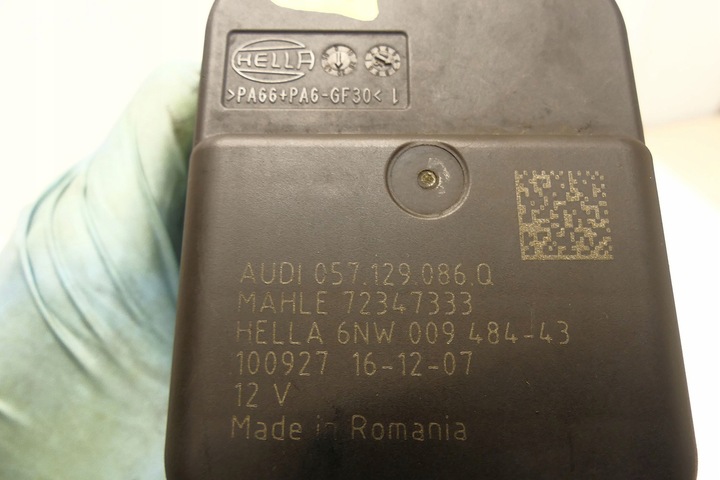 HELLA
>PA66+PA6-GF30< 1
AUDI 057.129.086.Q
MAHLE 72347333
HELLA 6NW 009 484-43
100927 16-12-07
12 V
Made in Romania